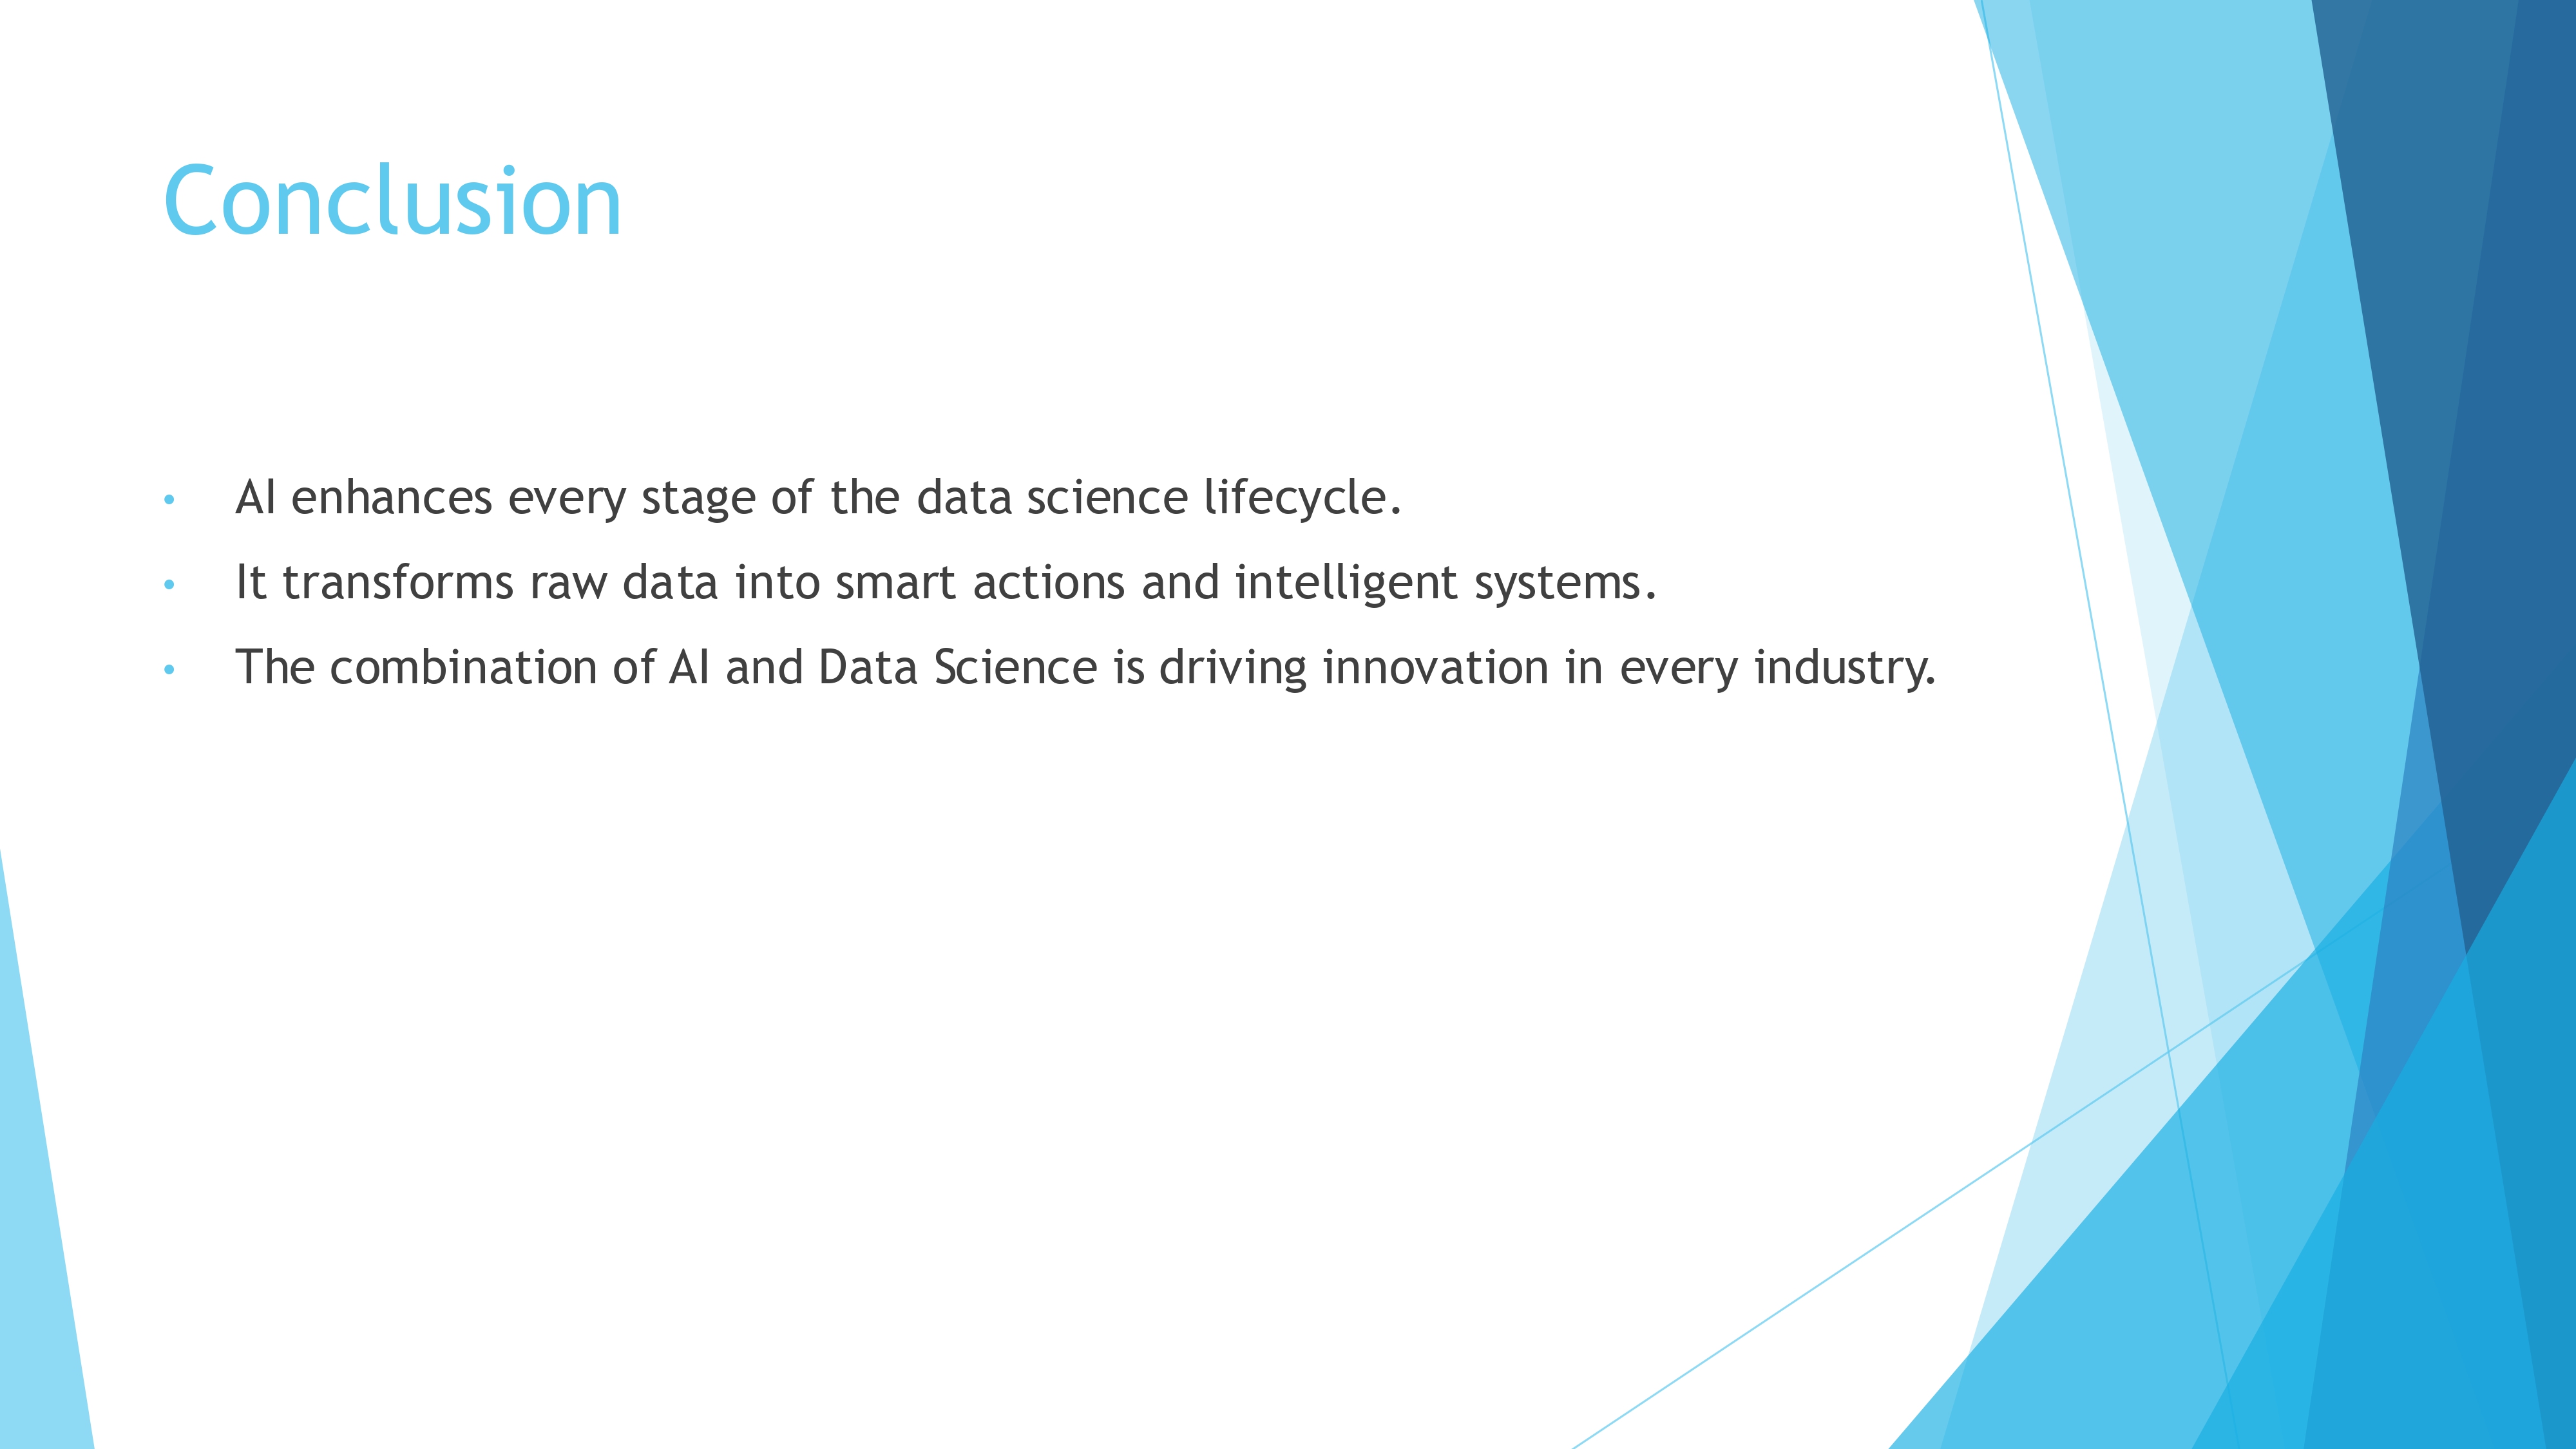 Conclusion
• AI enhances every stage of the data science lifecycle.
• It transforms raw data into smart actions and intelligent systems.
• The combination of AI and Data Science is driving innovation in every industry.